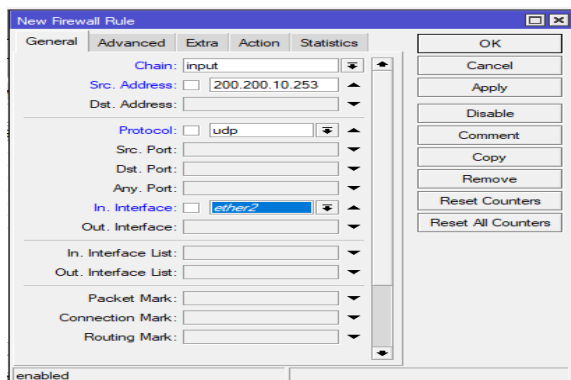 New Firewall Rule
General Advanced Extra Action Statistics
Chain: input
Src. Address: 200.200.10.253
Dst. Address:
Protocol: udp
Src. Port:
Dst. Port:
Any. Port:
In. Interface: ether2
Out. Interface:
In. Interface List:
Out. Interface List:
Packet Mark:
Connection Mark:
Routing Mark:
OK
Cancel
Apply
Disable
Comment
Copy
Remove
Reset Counters
Reset All Counters
enabled